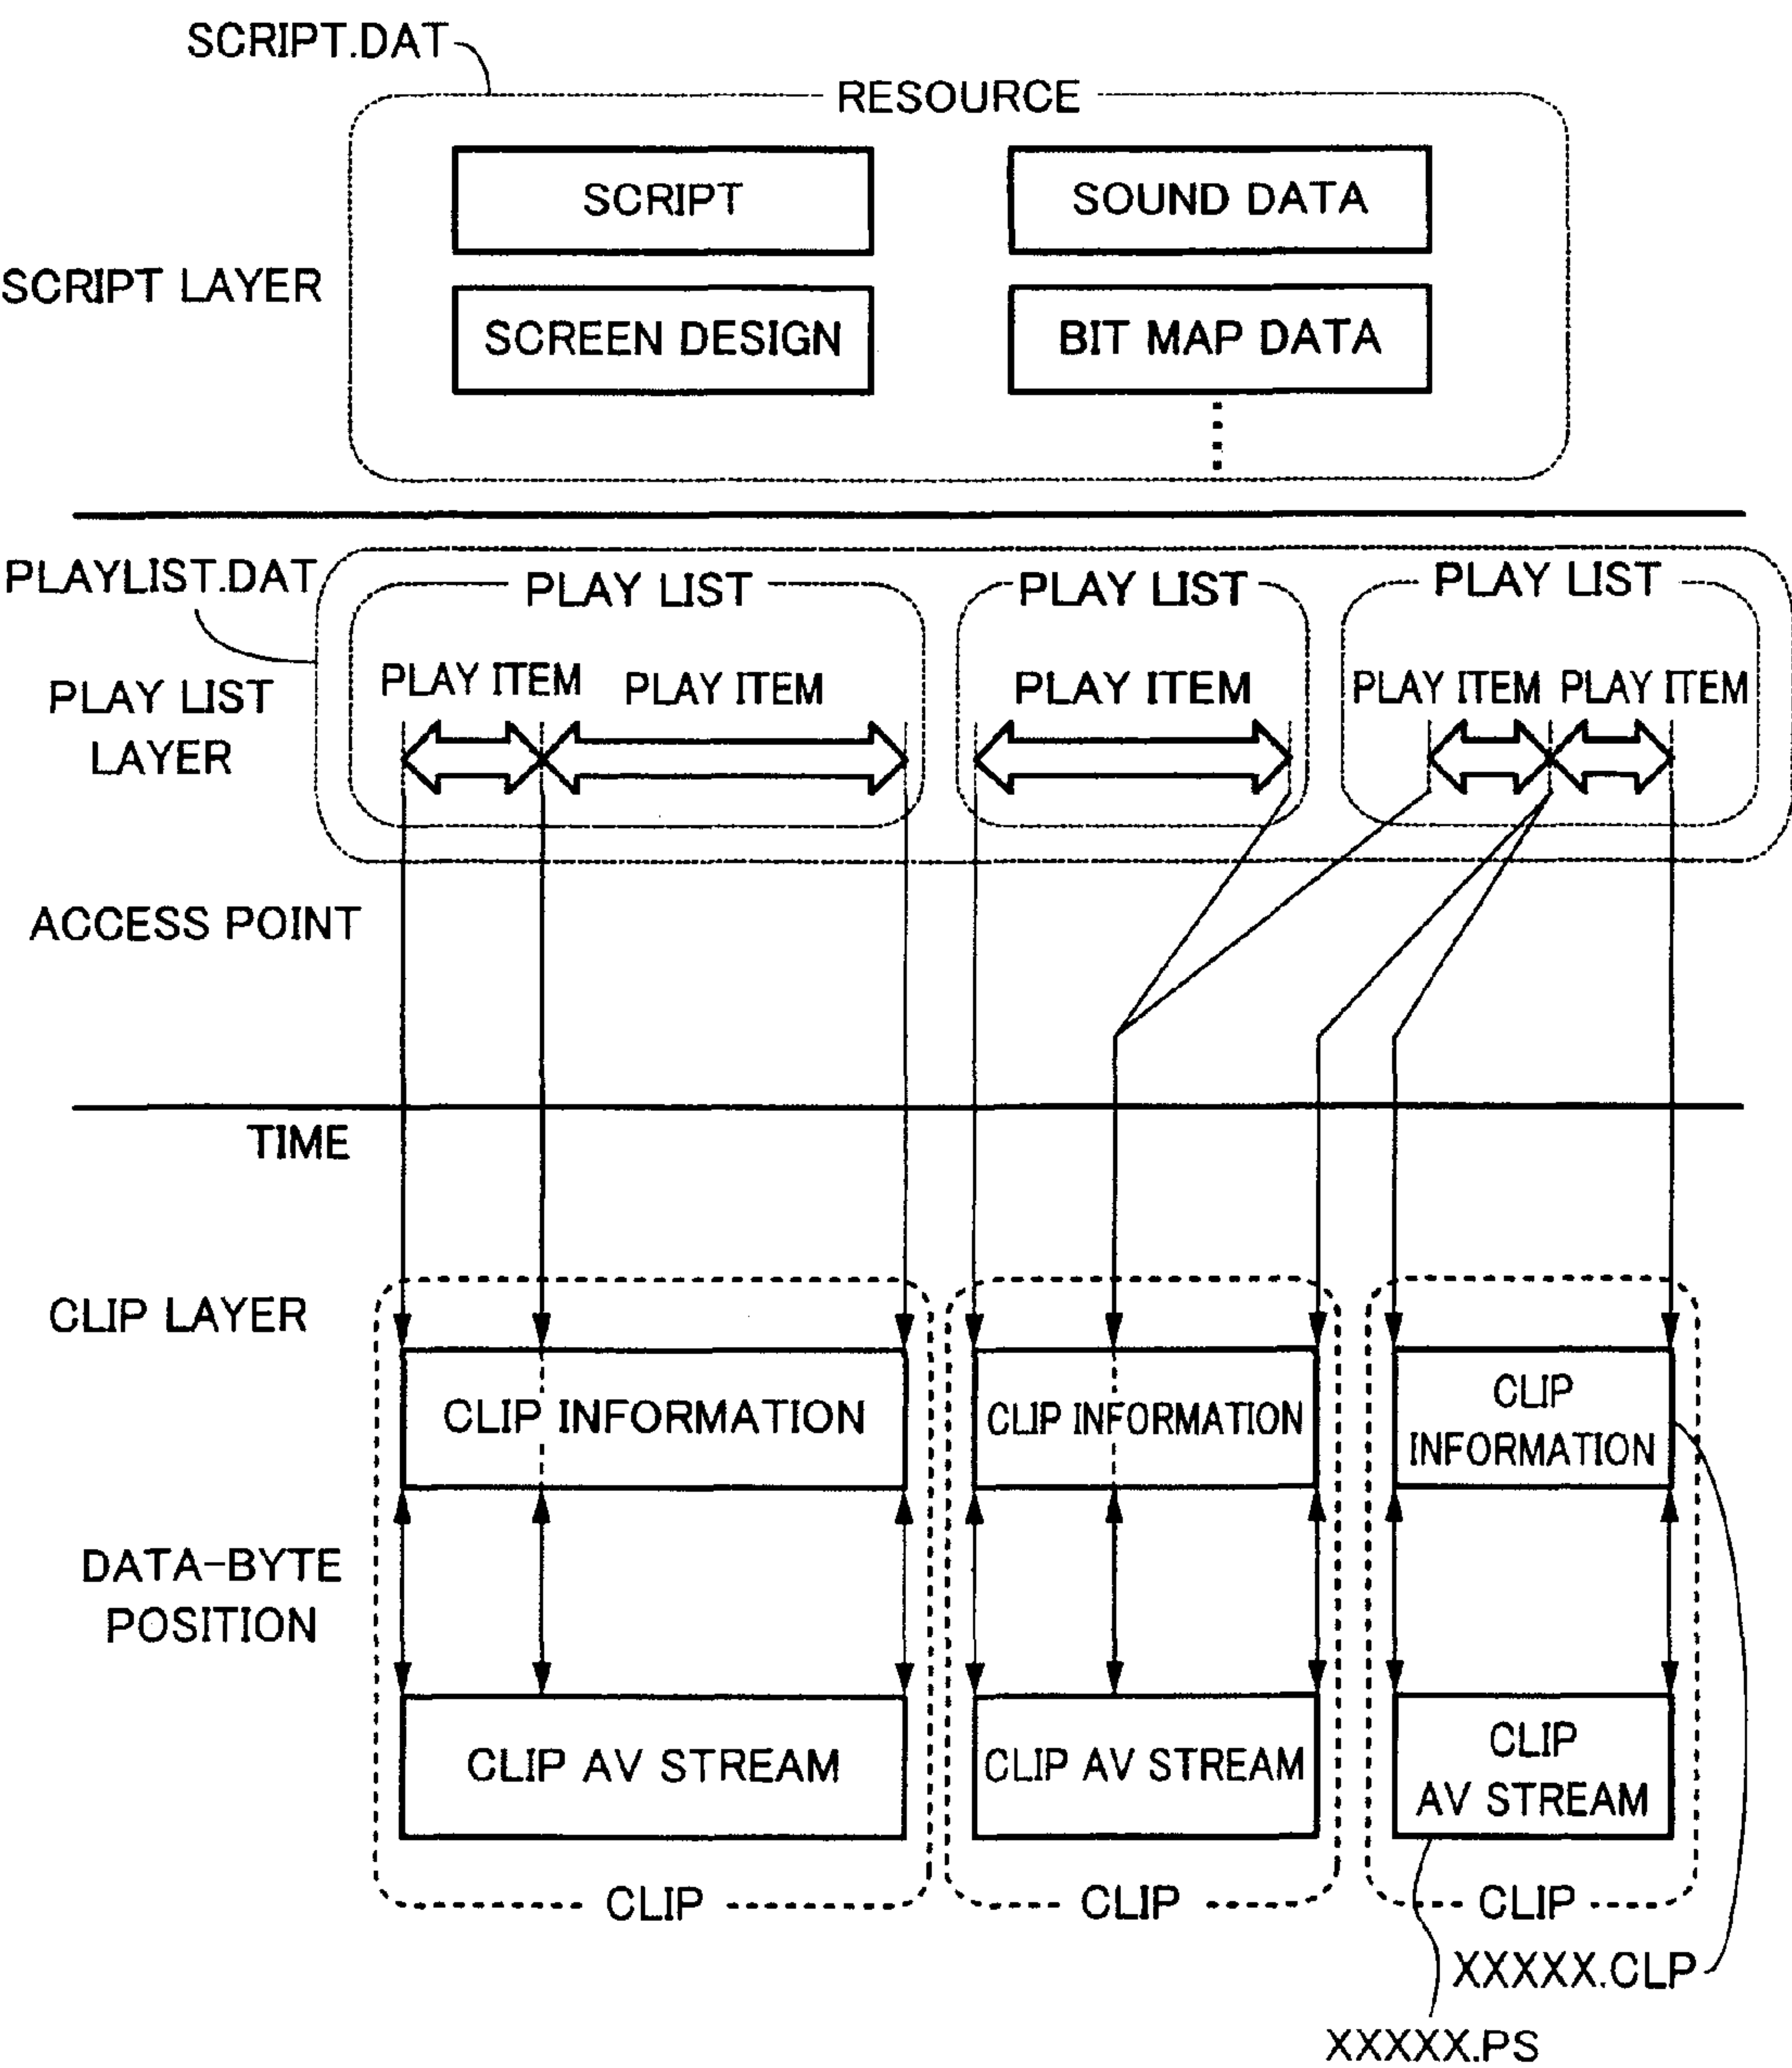 SCRIPT.DAT
RESOURCE
SCRIPT
SOUND DATA
SCRIPT LAYER
SCREEN DESIGN
BIT MAP DATA
PLAYLIST.DAT
PLAY LIST
PLAY LIST
PLAY LIST
PLAY ITEM
PLAY ITEM
PLAY ITEM
PLAY ITEM
PLAY ITEM
PLAY LIST
LAYER
ACCESS POINT
TIME
CLIP LAYER
CLIP INFORMATION
CLIP INFORMATION
CLIP
INFORMATION
DATA-BYTE
POSITION
CLIP AV STREAM
CLIP AV STREAM
CLIP
AV STREAM
CLIP
CLIP
CLIP
XXXXX.CLP
XXXXX.PS